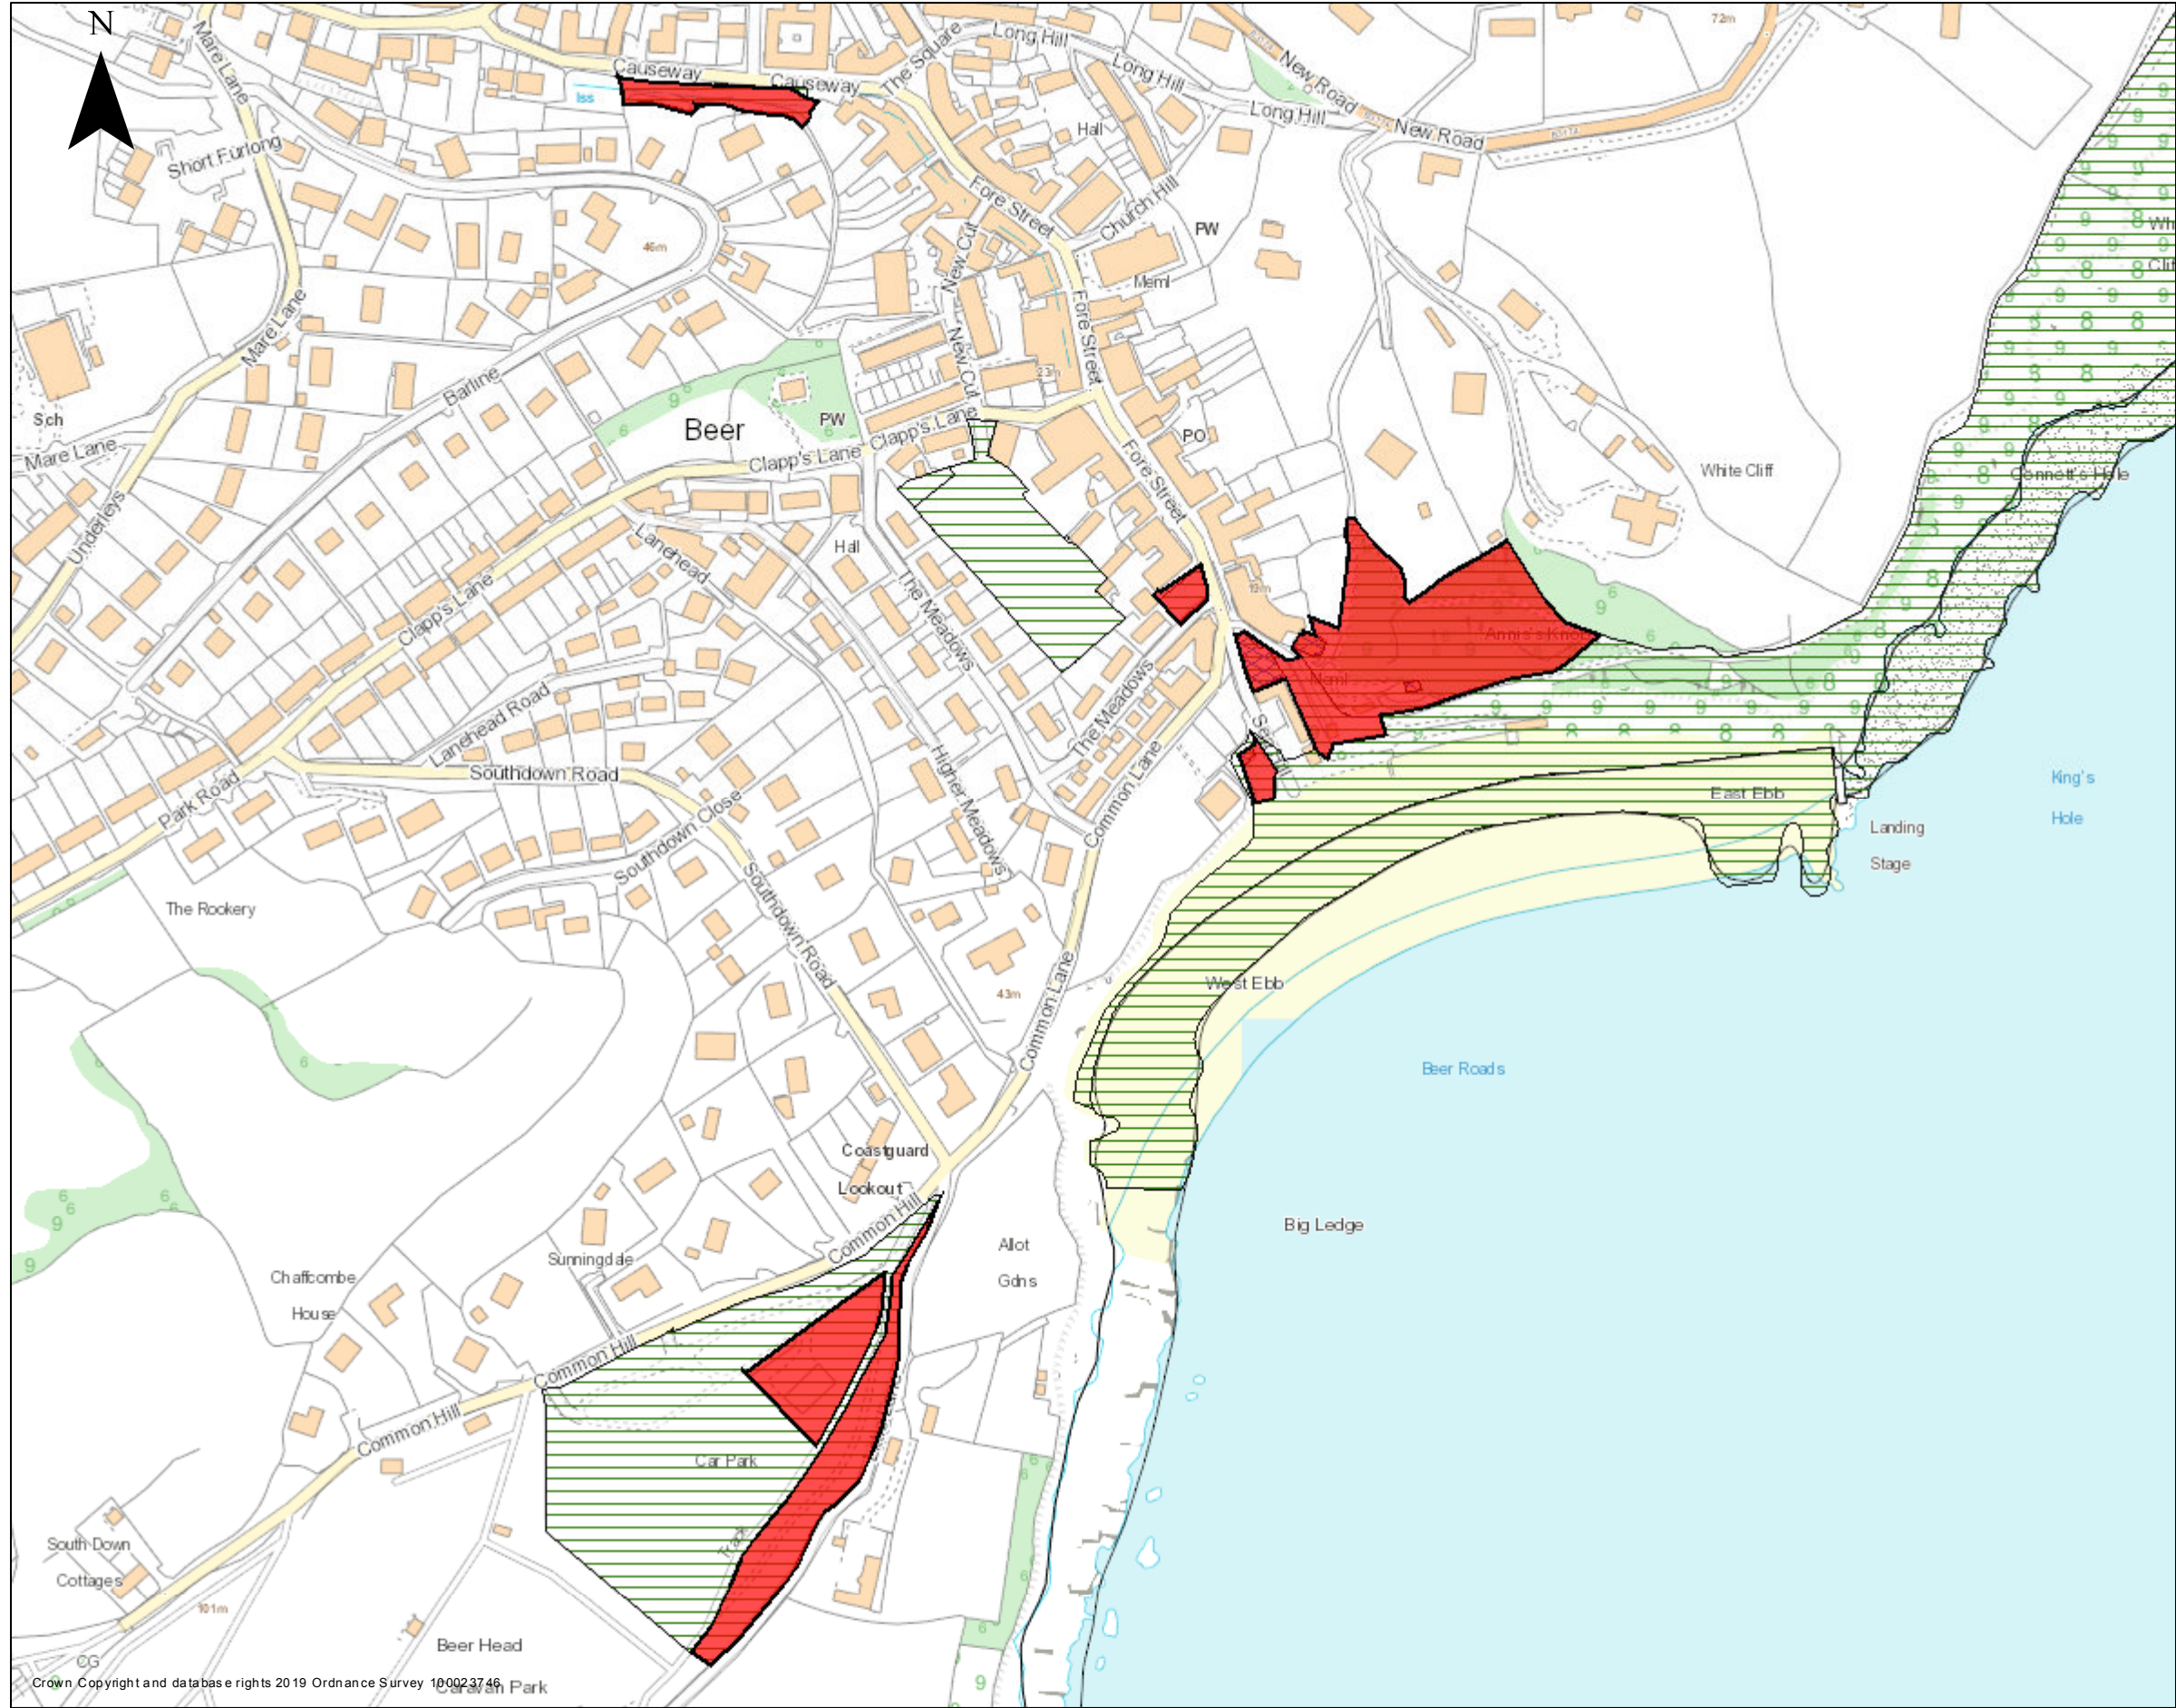 N
Mare Lane
Causeway
Causeway
The Square
Long Hill
Long Hill
Long Hill
New Road
New Road
72m
Iss
Short Furlong
Hall
Church Hill
Fore Street
PW
Meml
46m
New Cut
Mare Lane
Fore Street
New Cut
23m
Barline
Sch
Mare Lane
Beer
PW
Clapp's Lane
Clapp's Lane
PO
Fore Street
White Cliff
Connett's Hole
Underleys
Lanehead
Hall
The Meadows
Clapp's Lane
Annis's Knob
Meml
Lanehead Road
The Meadows
Higher Meadows
Southdown Road
Park Road
Southdown Close
Common Lane
East Ebb
King's
Hole
Landing
Stage
The Rookery
Southdown Road
Common Lane
43m
West Ebb
Beer Roads
Coastguard
Lookout
Common Hill
Big Ledge
Allot
Gdns
Sunningdale
Chaffcombe
House
Common Hill
Common Hill
Car Park
Track
South Down
Cottages
101m
Beer Head
Caravan Park
CG
Crown Copyright and database rights 2019 Ordnance Survey 100023746